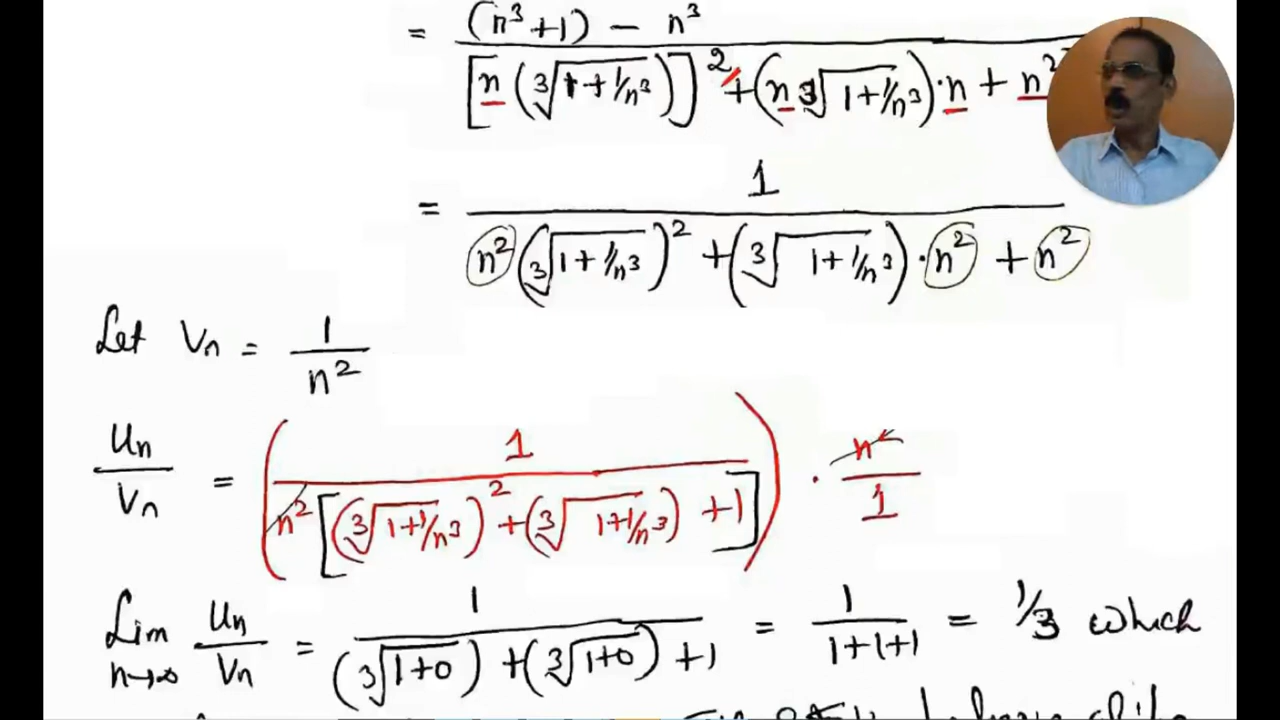 = (n³+1) − n³ / [n(∛1+1/n³)]² + (n ∛1+1/n³)·n + n²
= 1 / n²(∛1+1/n³)² + (∛1+1/n³)·n² + n²
Let Vn = 1/n²
Un/Vn = (1 / n²[(∛1+1/n³)² + (∛1+1/n³) +1]) · n²/1
Lim n→∞ Un/Vn = 1 / (∛1+0) + (∛1+0) +1 = 1/1+1+1 = 1/3 which